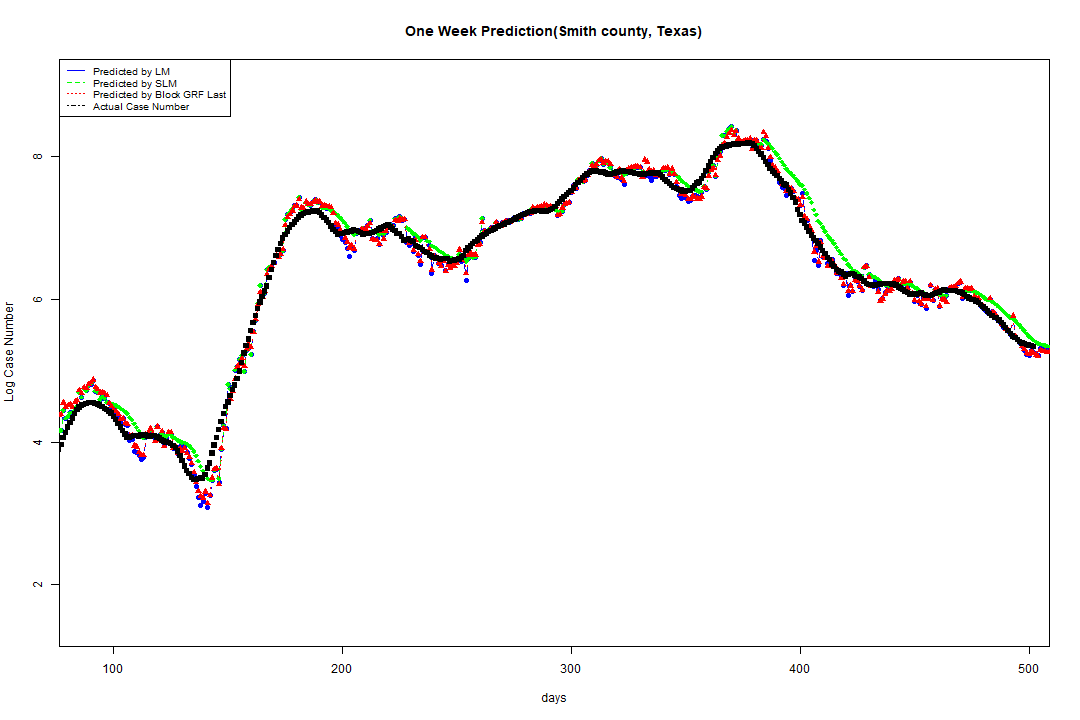 One Week Prediction(Smith county, Texas)
Predicted by LM
Predicted by SLM
Predicted by Block GRF Last
Actual Case Number
8
6
4
2
Log Case Number
100 200 300 400 500
days